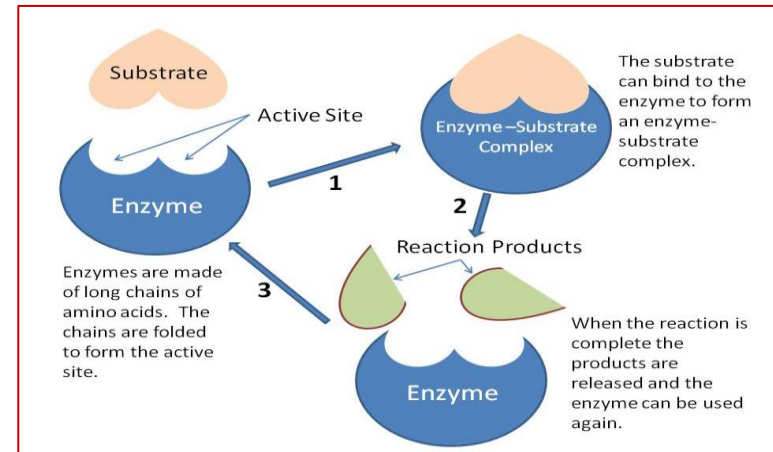 Substrate
Active Site
Enzyme
Enzymes are made
of long chains of
amino acids.  The
chains are folded
to form the active
site.
1
Enzyme –Substrate
Complex
The substrate
can bind to the
enzyme to form
an enzyme-
substrate
complex.
2
Reaction Products
Enzyme
When the reaction is
complete the
products are
released and the
enzyme can be used
again.
3